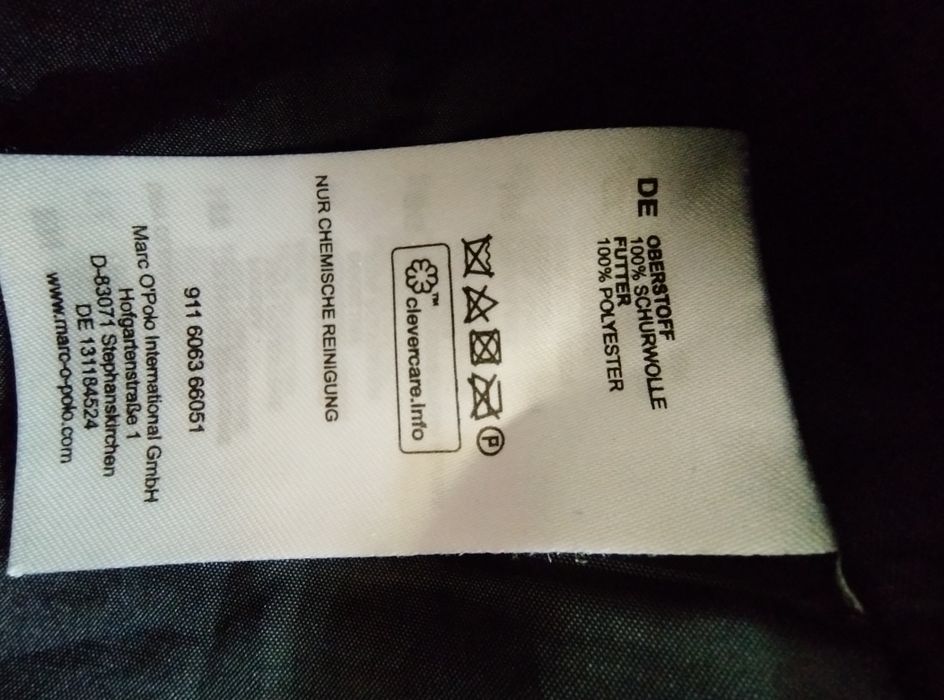 DE OBERSTOFF
100% SCHURWOLLE
FUTTER
100% POLYESTER
P
clevercare.info
NUR CHEMISCHE REINIGUNG
911 6063 66051
Marc O'Polo International GmbH
Hofgartenstraße 1
D-83071 Stephanskirchen
DE 131184524
www.marc-o-polo.com